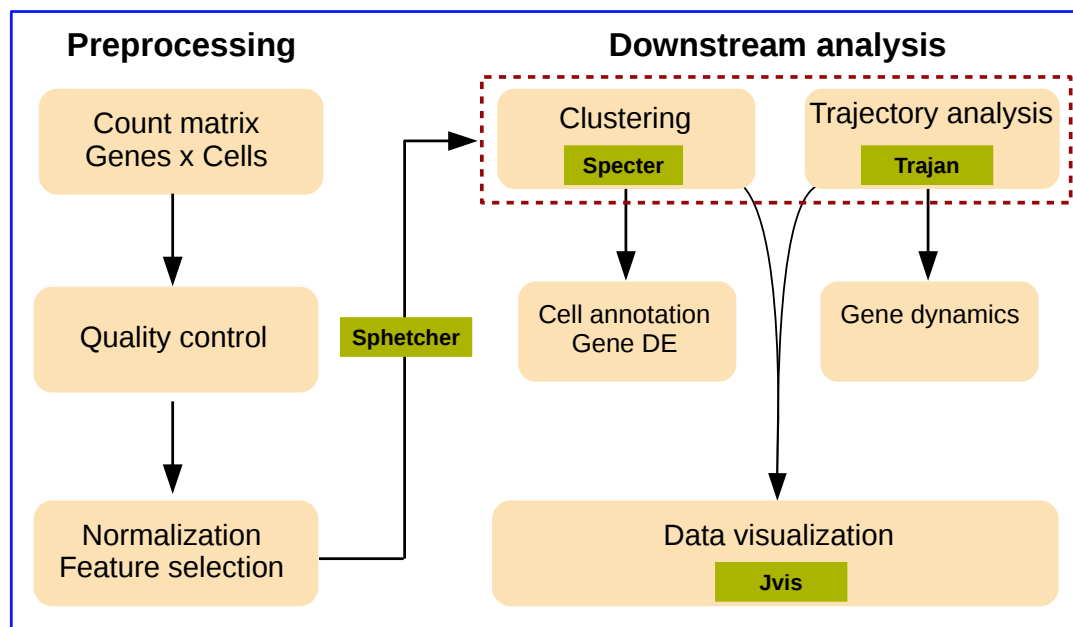 Preprocessing
Count matrix
Genes x Cells
Quality control
Normalization
Feature selection
Sphetcher
Downstream analysis
Clustering
Specter
Trajectory analysis
Trajan
Cell annotation
Gene DE
Gene dynamics
Data visualization
Jvis